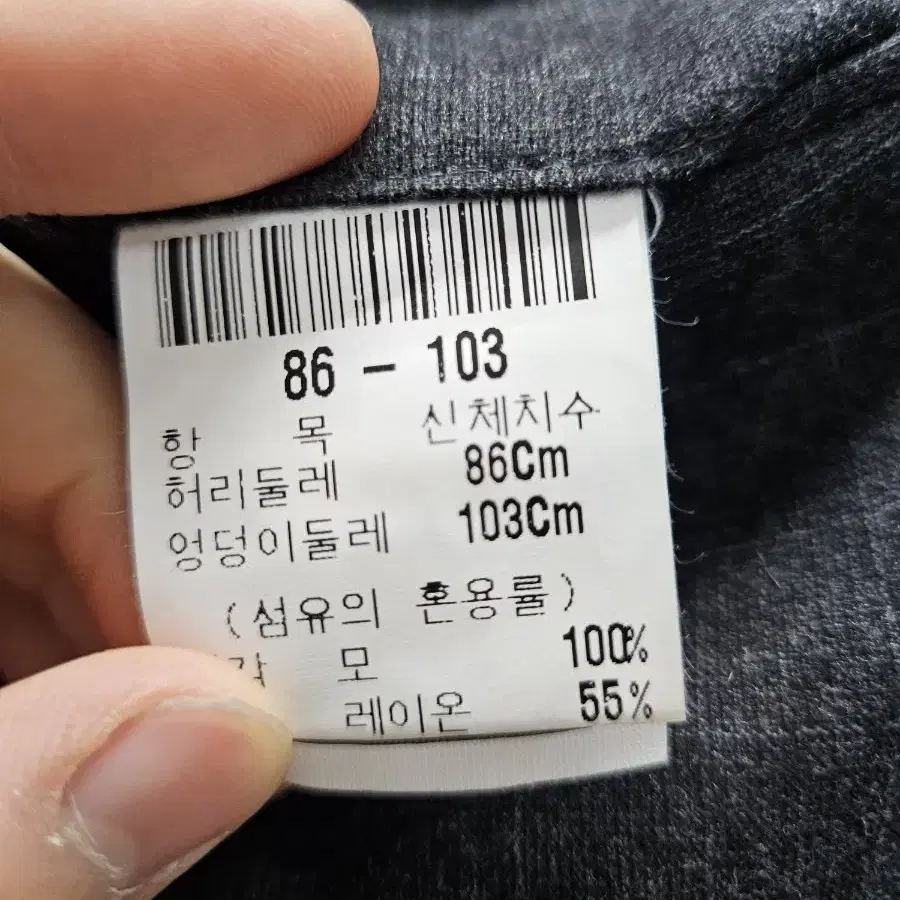 86 - 103
항 목 신체치수
허리둘레 86Cm
엉덩이둘레 103Cm
(섬유의 혼용률)
모 100%
레이온 55%